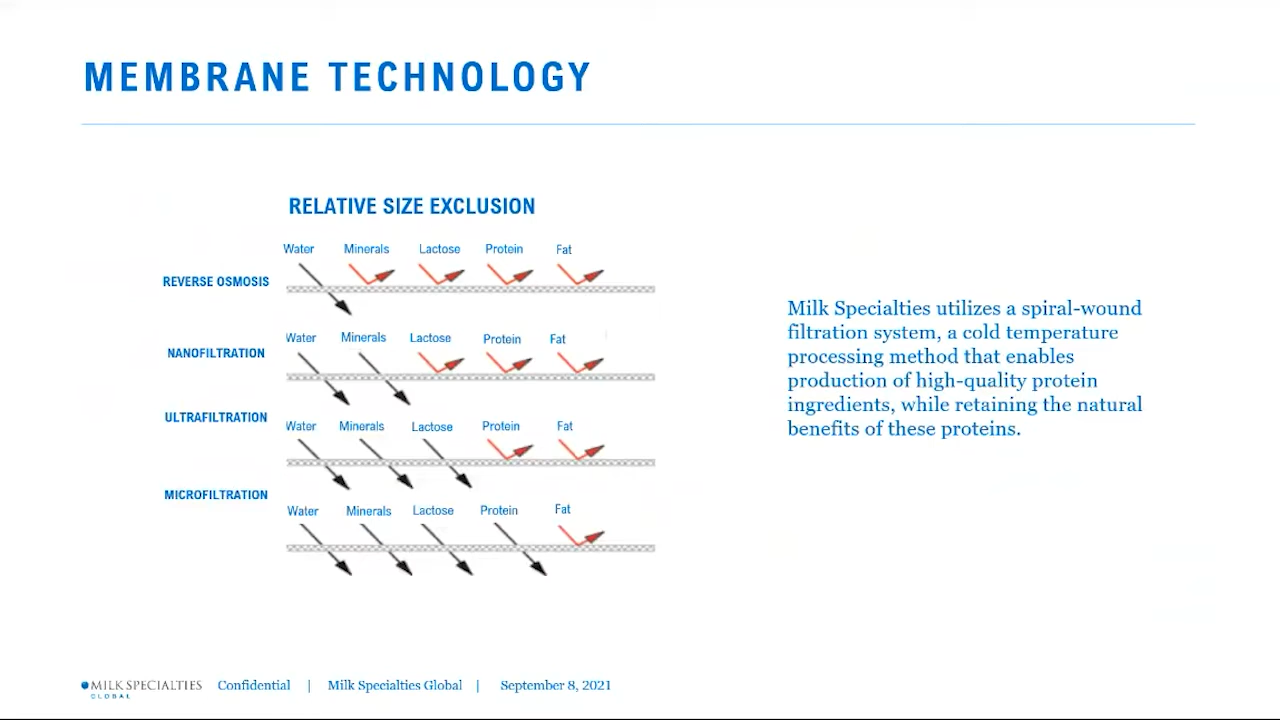 MEMBRANE TECHNOLOGY
RELATIVE SIZE EXCLUSION
Water Minerals Lactose Protein Fat
REVERSE OSMOSIS
Water Minerals Lactose Protein Fat
NANOFILTRATION
ULTRAFILTRATION
Water Minerals Lactose Protein Fat
MICROFILTRATION
Water Minerals Lactose Protein Fat
Milk Specialties utilizes a spiral-wound
filtration system, a cold temperature
processing method that enables
production of high-quality protein
ingredients, while retaining the natural
benefits of these proteins.
MILK SPECIALTIES
GLOBAL
Confidential | Milk Specialties Global | September 8, 2021